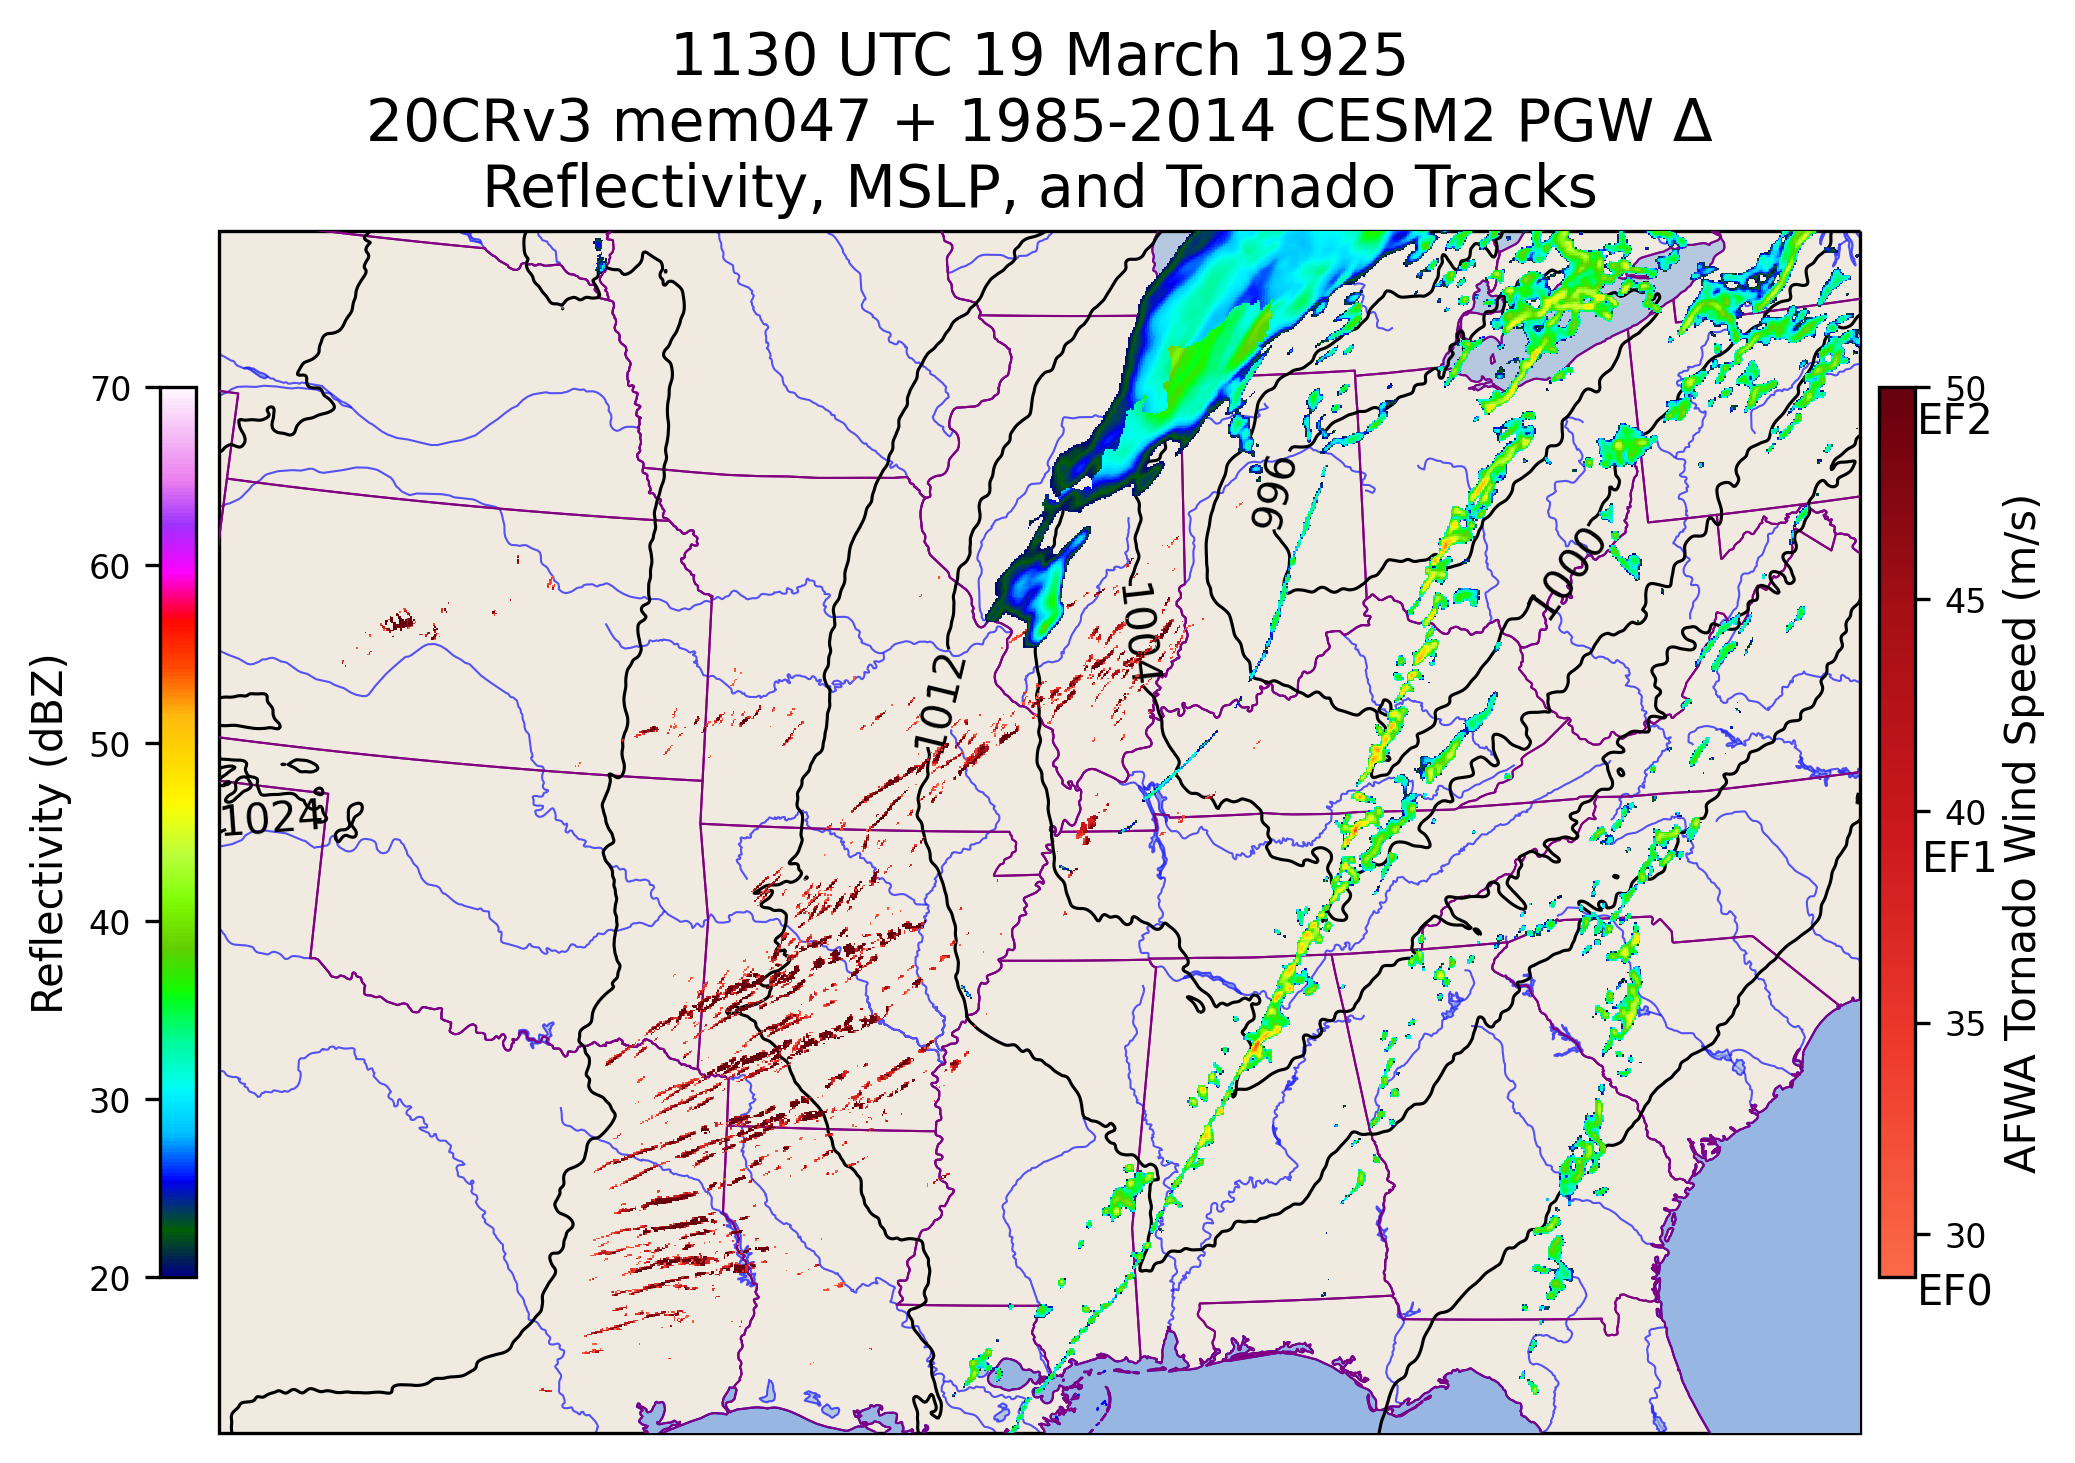 1130 UTC 19 March 1925
20CRv3 mem047 + 1985-2014 CESM2 PGW Δ
Reflectivity, MSLP, and Tornado Tracks
Reflectivity (dBZ)
70
60
50
40
30
20
996
1000
1004
1012
1024
50
EF2
45
40
EF1
35
30
EF0
AFWA Tornado Wind Speed (m/s)